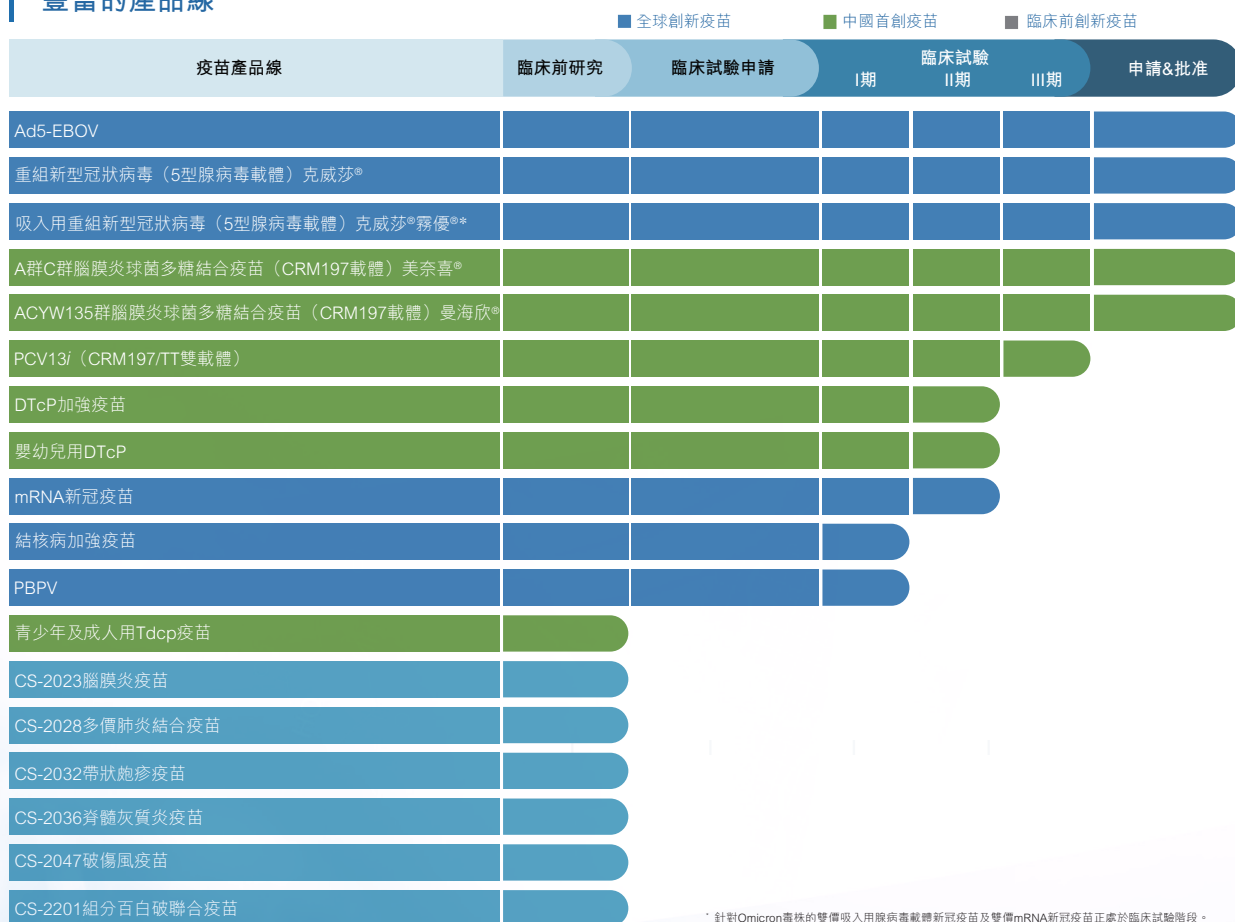 豐富的產品線
全球創新疫苗 中國首創疫苗 臨床前創新疫苗
疫苗產品線 臨床前研究 臨床試驗申請 臨床試驗 申請&批准
I期 II期 III期
Ad5-EBOV
重組新型冠狀病毒（5型腺病毒載體）克威莎®
吸入用重組新型冠狀病毒（5型腺病毒載體）克威莎®霧優®*
A群C群腦膜炎球菌多糖結合疫苗（CRM197載體）美奈喜®
ACYW135群腦膜炎球菌多糖結合疫苗（CRM197載體）曼海欣®
PCV13i（CRM197/TT雙載體）
DTcP加強疫苗
嬰幼兒用DTcP
mRNA新冠疫苗
結核病加強疫苗
PBPV
青少年及成人用Tdcp疫苗
CS-2023腦膜炎疫苗
CS-2028多價肺炎結合疫苗
CS-2032帶狀皰疹疫苗
CS-2036脊髓灰質炎疫苗
CS-2047破傷風疫苗
CS-2201組分百白破聯合疫苗
* 針對Omicron毒株的雙價吸入用腺病毒載體新冠疫苗及雙價mRNA新冠疫苗正處於臨床試驗階段。